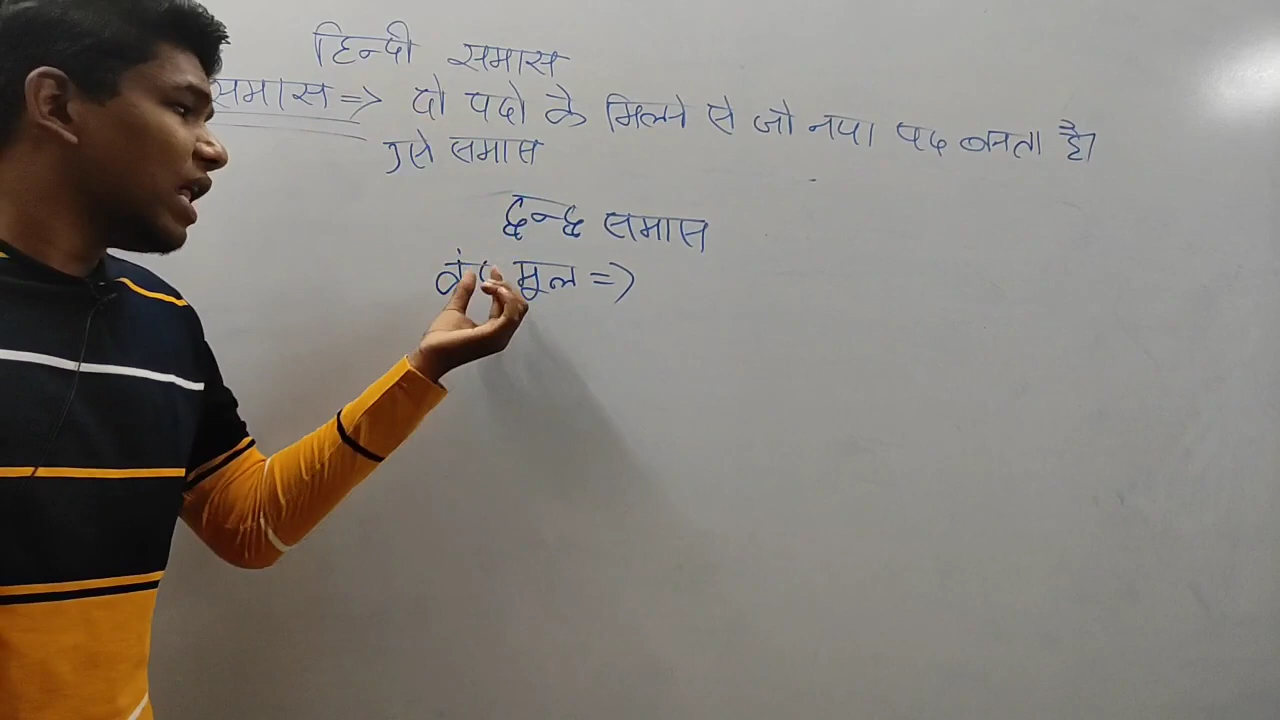 हिन्दी समास
समास => दो पदो के मिलने से जो नया पद बनता है।
उसे समास
द्वन्द्व समास
मूल =>